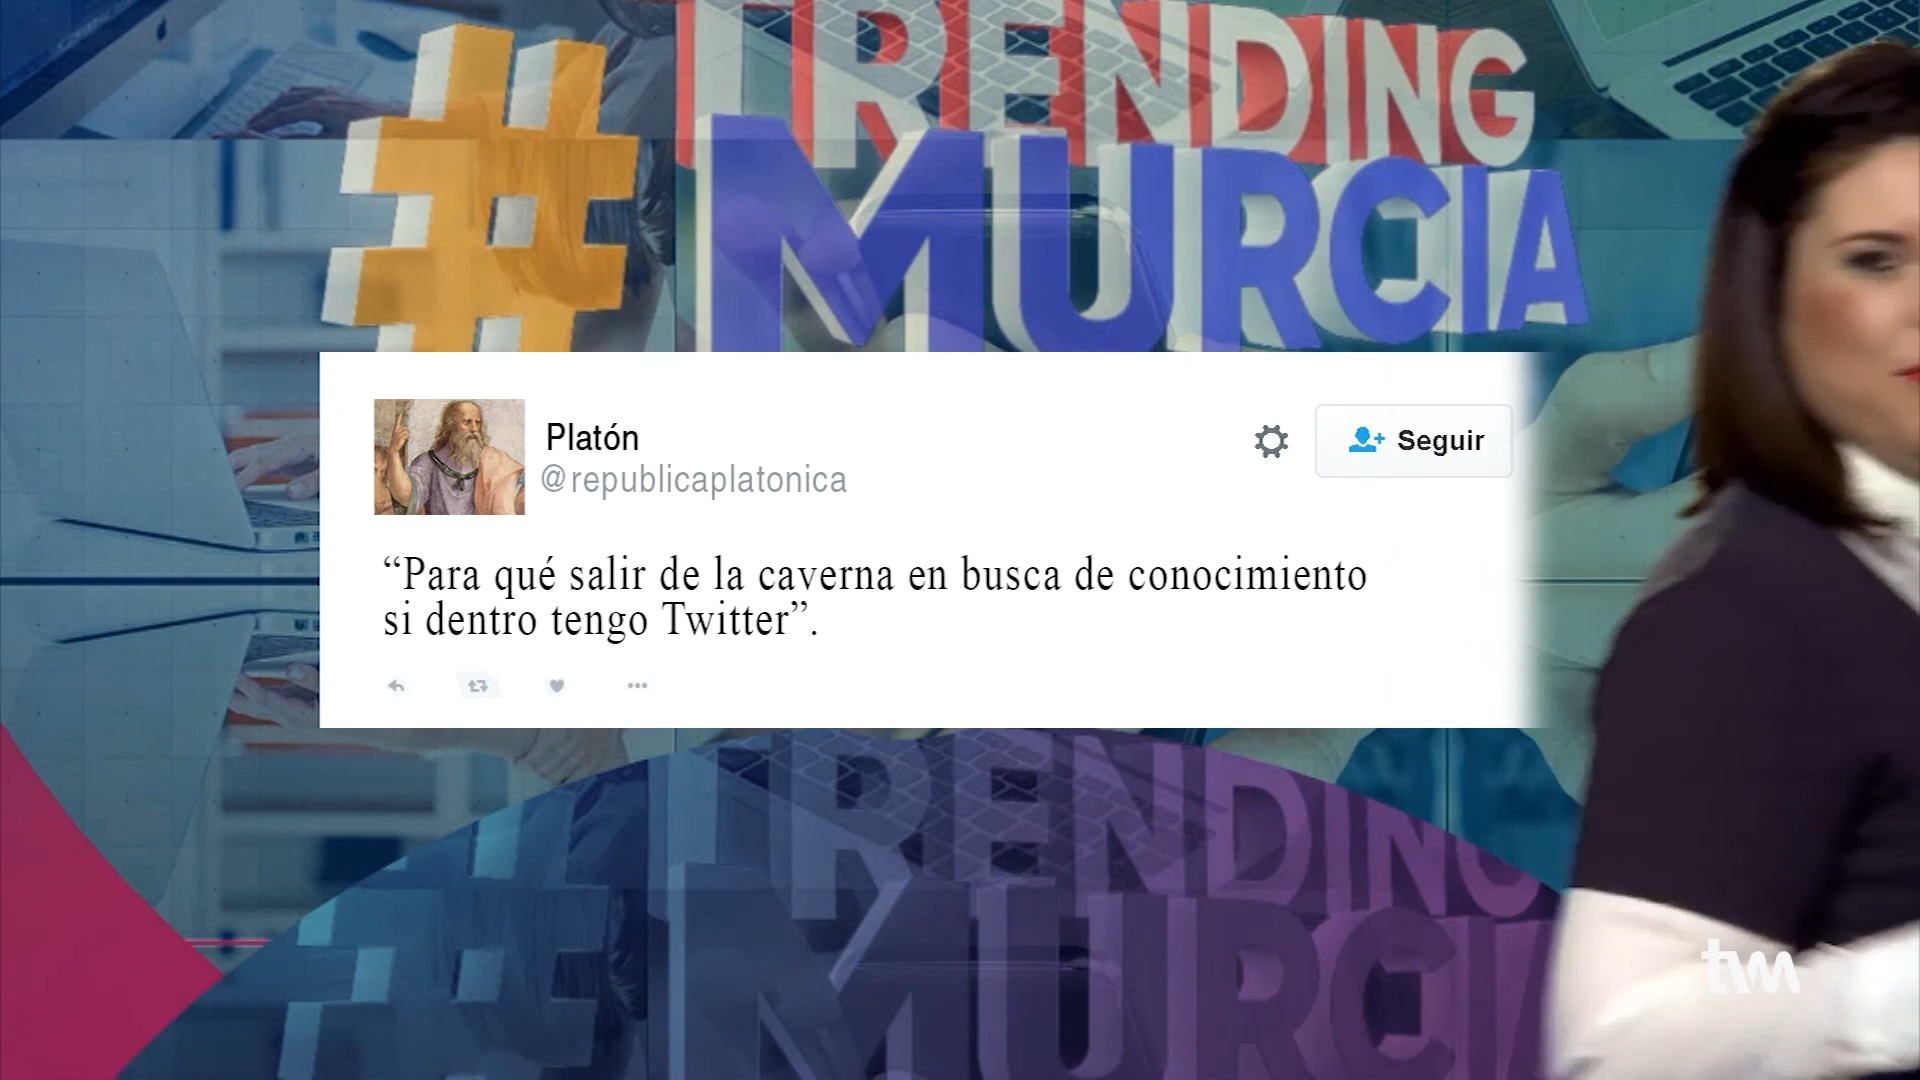 #TRENDING
MURCIA
Platón
@republicaplatonica
Seguir
“Para qué salir de la caverna en busca de conocimiento
si dentro tengo Twitter”.
TRENDING
#MURCIA
tvm